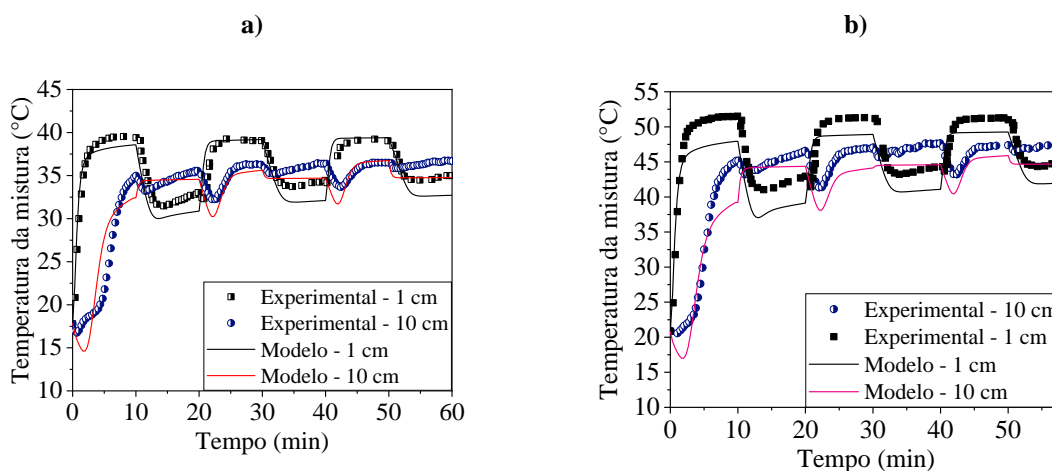 a)
b)
Temperatura da mistura (°C)
45
40
35
30
25
20
15
10
0
10
20
30
40
50
60
Tempo (min)
Experimental - 1 cm
Experimental - 10 cm
Modelo - 1 cm
Modelo - 10 cm
Temperatura da mistura (°C)
55
50
45
40
35
30
25
20
15
10
0
10
20
30
40
50
Tempo (min)
Experimental - 10 cm
Experimental - 1 cm
Modelo - 1 cm
Modelo - 10 cm